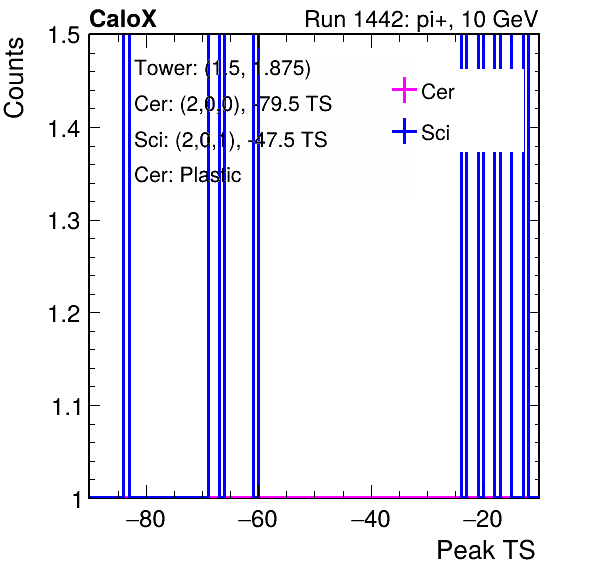 CaloX Run 1442: pi+, 10 GeV
Counts
1.5
1.4
1.3
1.2
1.1
1
Tower: (1.5, 1.875)
Cer: (2,0,0), -79.5 TS
Sci: (2,0,1), -47.5 TS
Cer: Plastic
Cer
Sci
−80 −60 −40 −20
Peak TS